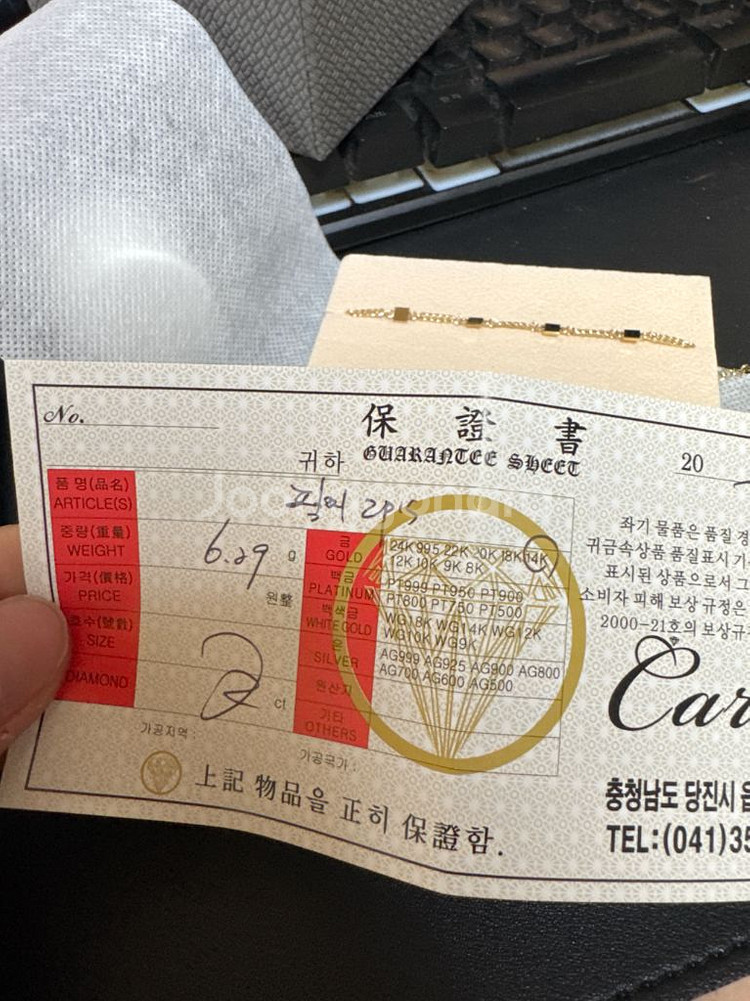 No.
保證書
귀하 GUARANTEE SHEET
20
품명(品名)
ARTICLE(S)
중량(重量)
WEIGHT
6.29 g
가격(價格)
PRICE
원整
호수(號數)
SIZE
DIAMOND
ct
금
GOLD
24K 995 22K 20K 18K 14K
12K 10K 9K 8K
백금
PLATINUM
PT999 PT950 PT900
PT800 PT750 PT500
백색금
WHITE GOLD
WG18K WG14K WG12K
WG10K WG9K
은
SILVER
AG999 AG925 AG900 AG800
AG700 AG600 AG500
원산지
기타
OTHERS
가공지역 :
가공국가 :
上記 物品을 正히 保證함.
좌기 물품은 품질경
귀금속상품 품질표시기
표시된 상품으로서 그
소비자 피해 보상 규정은
2000-21호의 보상규
Car
충청남도 당진시 읍
TEL:(041)35